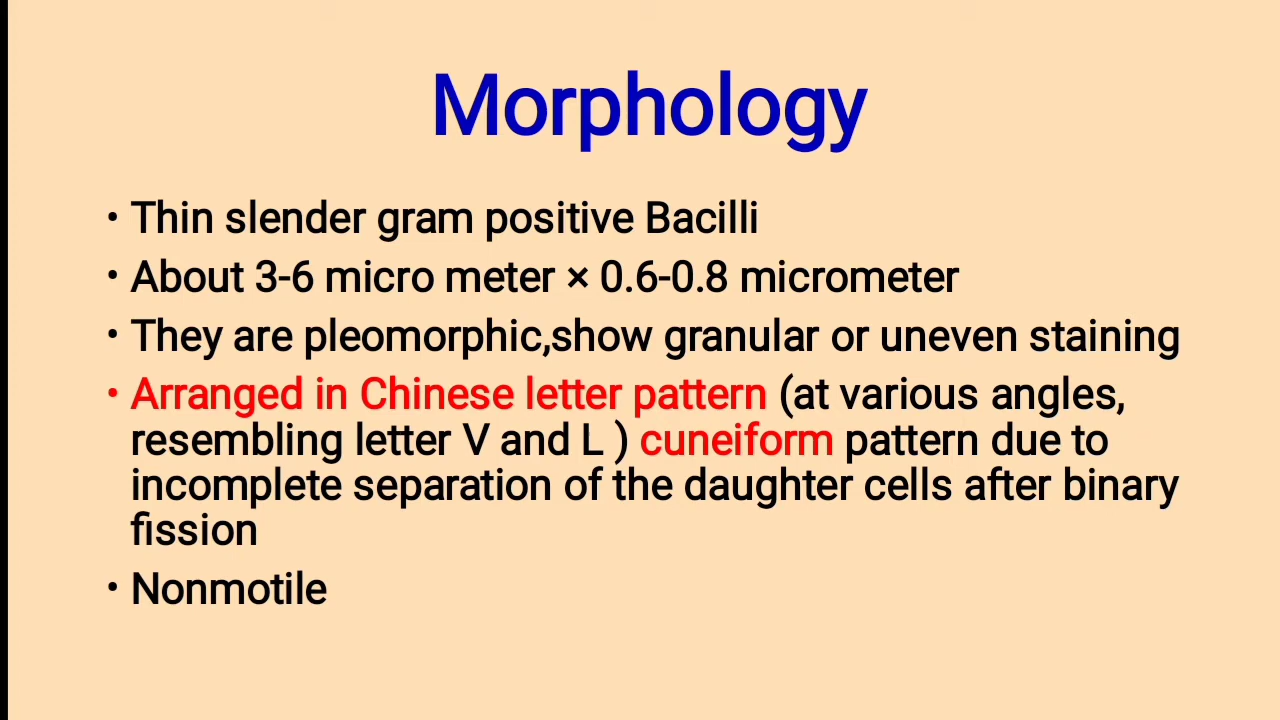 Morphology
• Thin slender gram positive Bacilli
• About 3-6 micro meter × 0.6-0.8 micrometer
• They are pleomorphic,show granular or uneven staining
• Arranged in Chinese letter pattern (at various angles,
resembling letter V and L ) cuneiform pattern due to
incomplete separation of the daughter cells after binary
fission
• Nonmotile